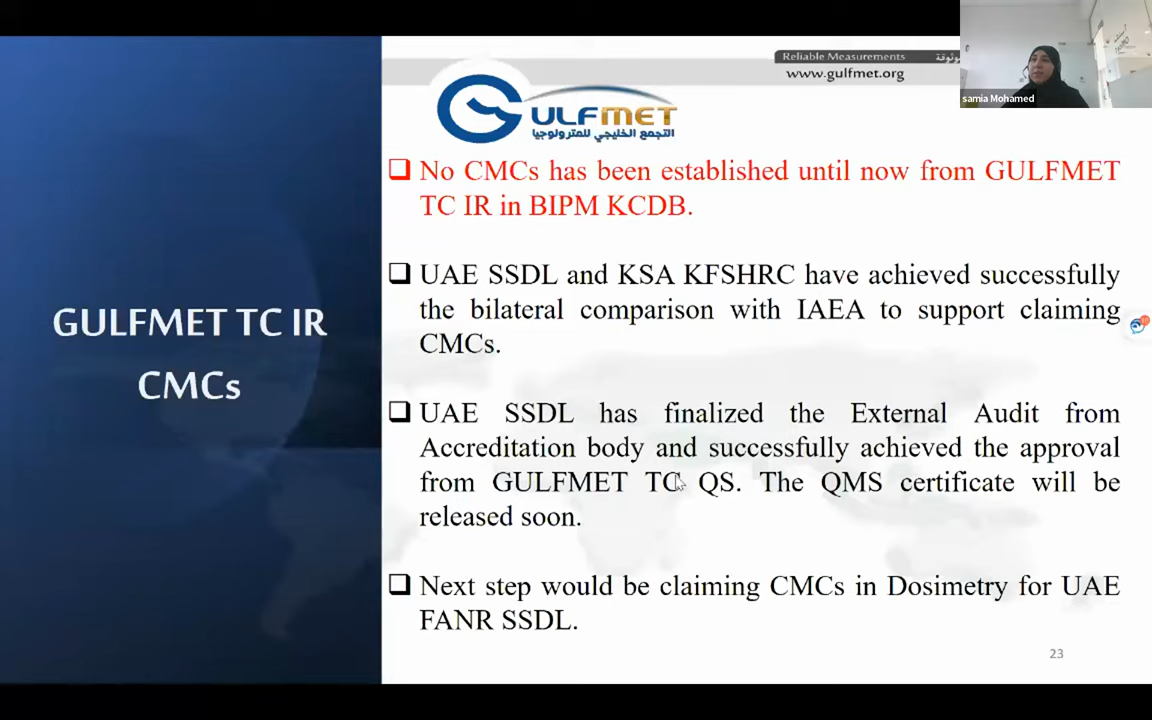 Reliable Measurements
www.gulfmet.org
GULFMET
التجمع الخليجي للمترولوجيا
samia Mohamed
GULFMET TC IR
CMCs
No CMCs has been established until now from GULFMET
TC IR in BIPM KCDB.
UAE SSDL and KSA KFSHRC have achieved successfully
the bilateral comparison with IAEA to support claiming
CMCs.
UAE SSDL has finalized the External Audit from
Accreditation body and successfully achieved the approval
from GULFMET TC QS. The QMS certificate will be
released soon.
Next step would be claiming CMCs in Dosimetry for UAE
FANR SSDL.
23